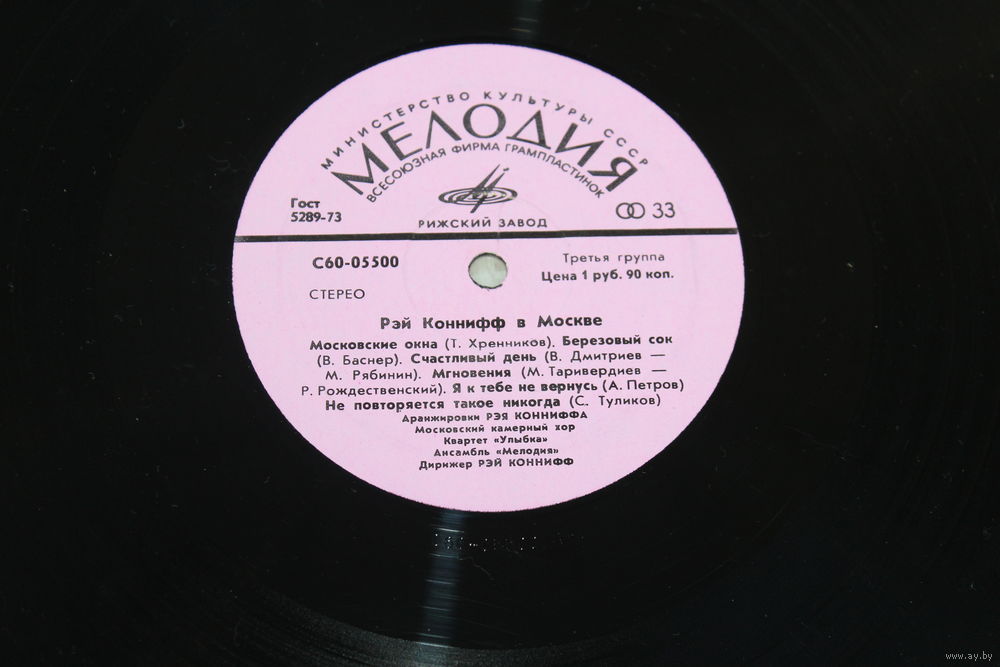 МИНИСТЕРСТВО КУЛЬТУРЫ СССР
МЕЛОДИЯ
ВСЕСОЮЗНАЯ ФИРМА ГРАМПЛАСТИНОК
Гост
5289-73
33
РИЖСКИЙ ЗАВОД
С60-05500
Третья группа
Цена 1 руб. 90 коп.
СТЕРЕО
Рэй Коннифф в Москве
Московские окна (Т. Хренников). Березовый сок
(В. Баснер). Счастливый день (В. Дмитриев —
М. Рябинин). Мгновения (М. Таривердиев —
Р. Рождественский). Я к тебе не вернусь (А. Петров)
Не повторяется такое никогда (С. Туликов)
Аранжировки РЭЯ КОННИФФА
Московский камерный хор
Квартет «Улыбка»
Ансамбль «Мелодия»
Дирижер РЭЙ КОННИФФ
www.ay.by